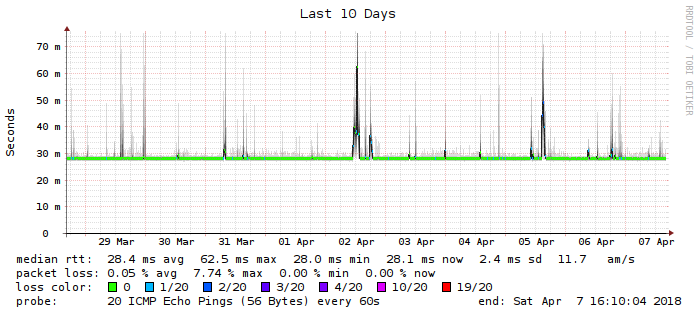 Last 10 Days
RRDTOOL / TOBI OETIKER
Seconds
70 m
60 m
50 m
40 m
30 m
20 m
10 m
0
29 Mar 30 Mar 31 Mar 01 Apr 02 Apr 03 Apr 04 Apr 05 Apr 06 Apr 07 Apr
median rtt: 28.4 ms avg 62.5 ms max 28.0 ms min 28.1 ms now 2.4 ms sd 11.7 am/s
packet loss: 0.05 % avg 7.74 % max 0.00 % min 0.00 % now
loss color: 0 1/20 2/20 3/20 4/20 10/20 19/20
probe: 20 ICMP Echo Pings (56 Bytes) every 60s end: Sat Apr 7 16:10:04 2018